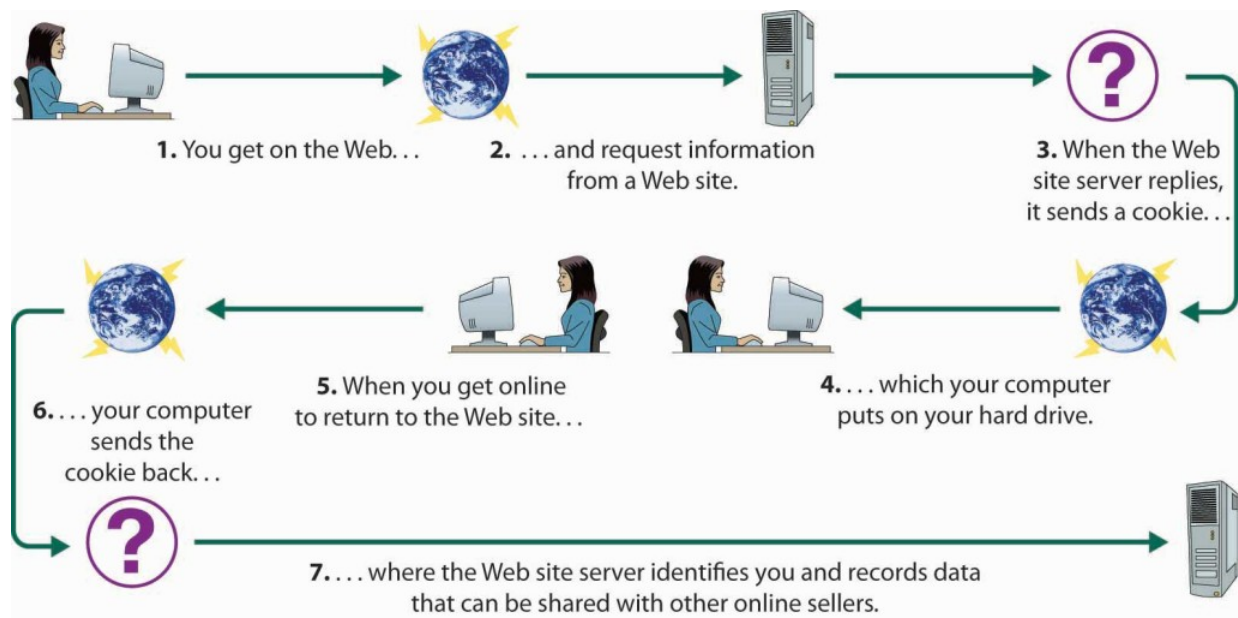 1. You get on the Web. . .
2. . . . and request information
from a Web site.
?
3. When the Web
site server replies,
it sends a cookie. . .
4. . . . which your computer
puts on your hard drive.
5. When you get online
to return to the Web site. . .
6. . . . your computer
sends the
cookie back. . .
?
7. . . . where the Web site server identifies you and records data
that can be shared with other online sellers.